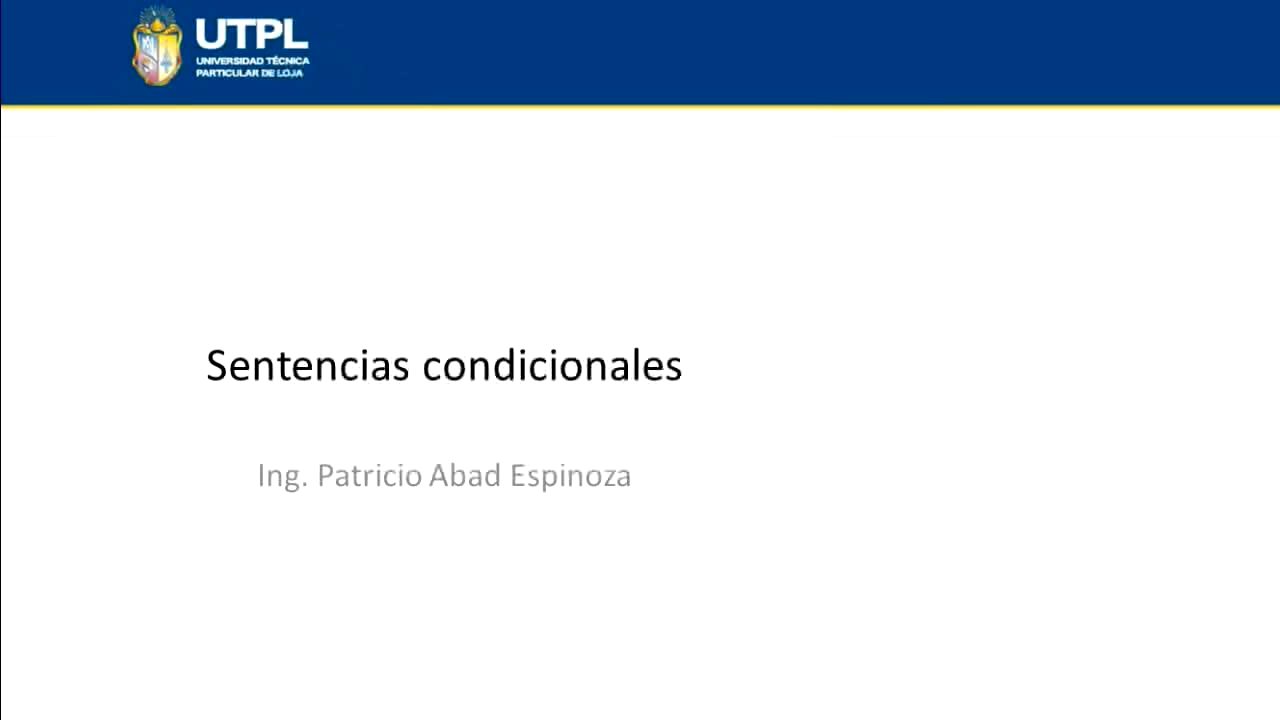 UTPL
UNIVERSIDAD TÉCNICA
PARTICULAR DE LOJA
Sentencias condicionales
Ing. Patricio Abad Espinoza